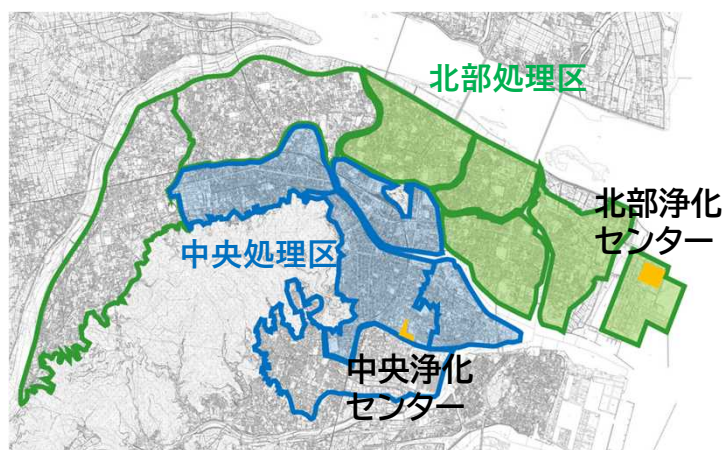 北部処理区
北部浄化
センター
中央処理区
中央浄化
センター